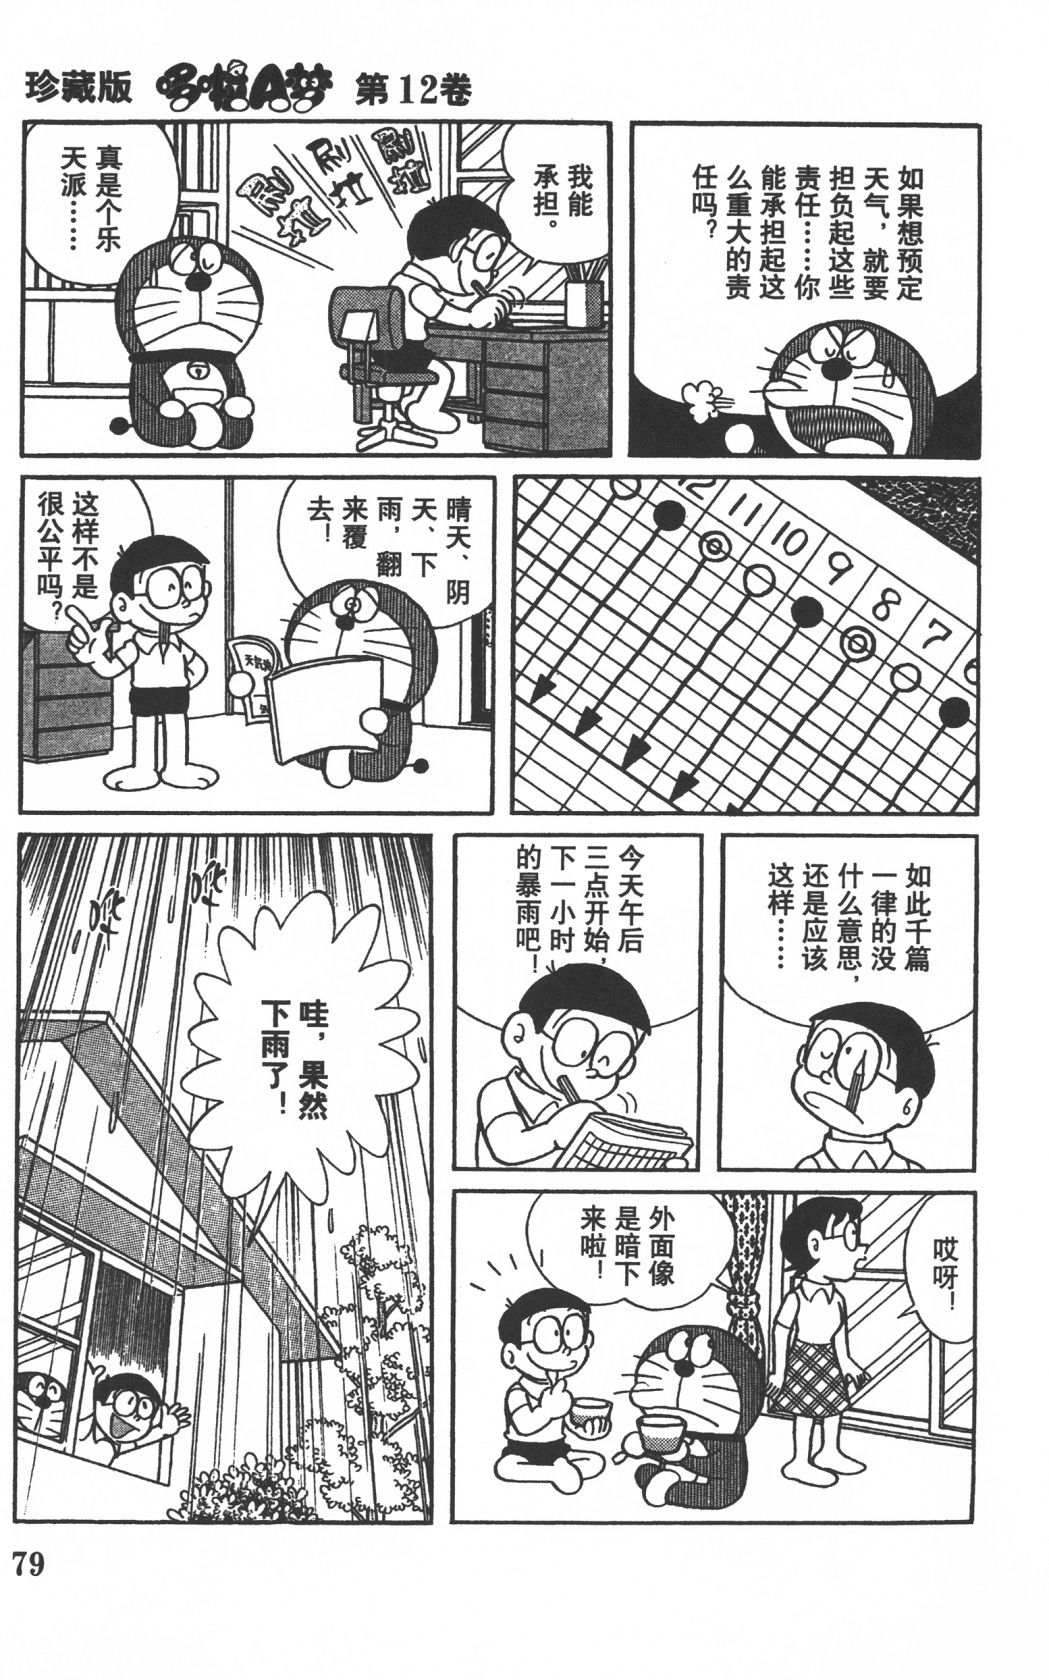 珍藏版 哆啦A梦 第12卷
如果想预定
天气，就要
担负起这些
责任……你
能承担起这
么重大的责
任吗？
我能
承担。
刷
拉
刷
拉
刷
拉
真是个乐
天派……
12
11
10
9
8
7
6
晴天、阴
天、下
雨，翻
来覆
去！
这样不是
很公平吗？
如此千篇
一律的没
什么意思，
还是应该
这样……
今天午后
三点开始，
下一小时
的暴雨吧！
哎呀！
外面像
是暗下
来啦！
哗
哗
哇，果然
下雨了！
79